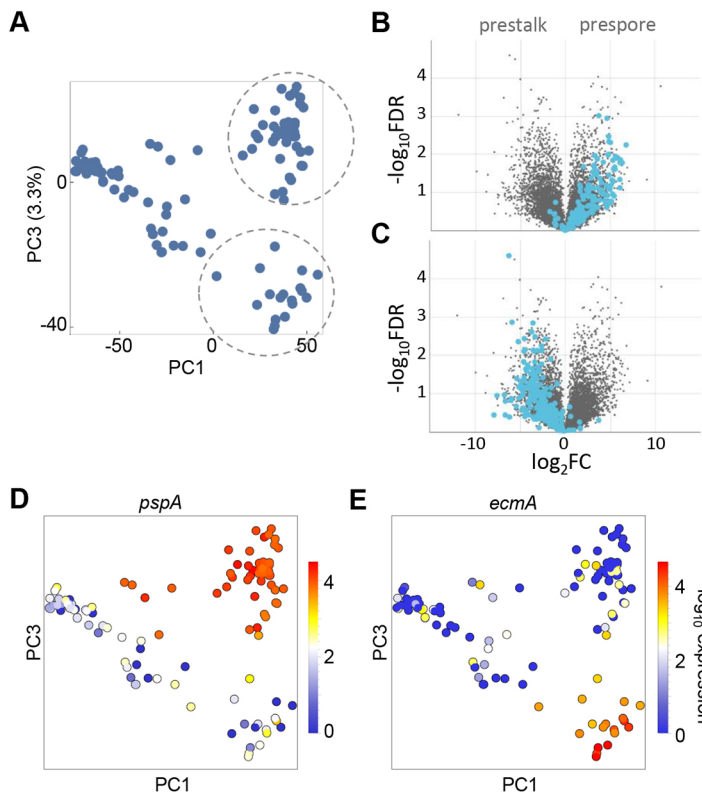 A
PC3 (3.3%)
0
-40
-50
0
50
PC1
B
prestalk
prespore
4
3
2
1
-log10FDR
C
4
3
2
1
-log10FDR
-10
0
10
log2FC
D
pspA
4
2
0
PC3
PC1
E
ecmA
4
2
0
log10 expression
PC3
PC1